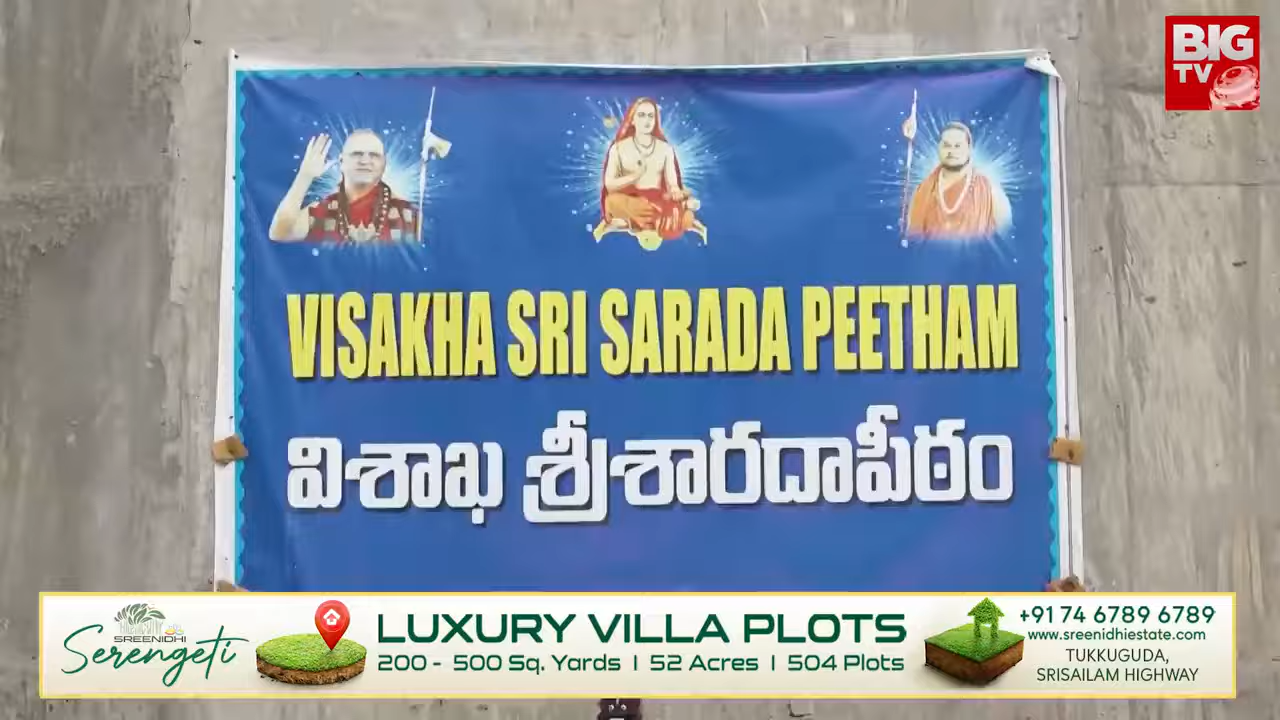 BIG
TV
VISAKHA SRI SARADA PEETHAM
విశాఖ శ్రీశారదాపీఠం
SREENIDHI
Serengeti
LUXURY VILLA PLOTS
200 - 500 Sq. Yards I 52 Acres I 504 Plots
+91 74 6789 6789
www.sreenidhiestate.com
TUKKUGUDA,
SRISAILAM HIGHWAY